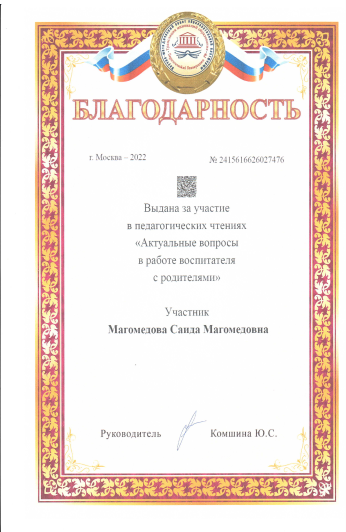 БЛАГОДАРНОСТЬ
г. Москва – 2022
№ 2415616626027476
Выдана за участие
в педагогических чтениях
«Актуальные вопросы
в работе воспитателя
с родителями»
Участник
Магомедова Саида Магомедовна
Руководитель
Комшина Ю.С.